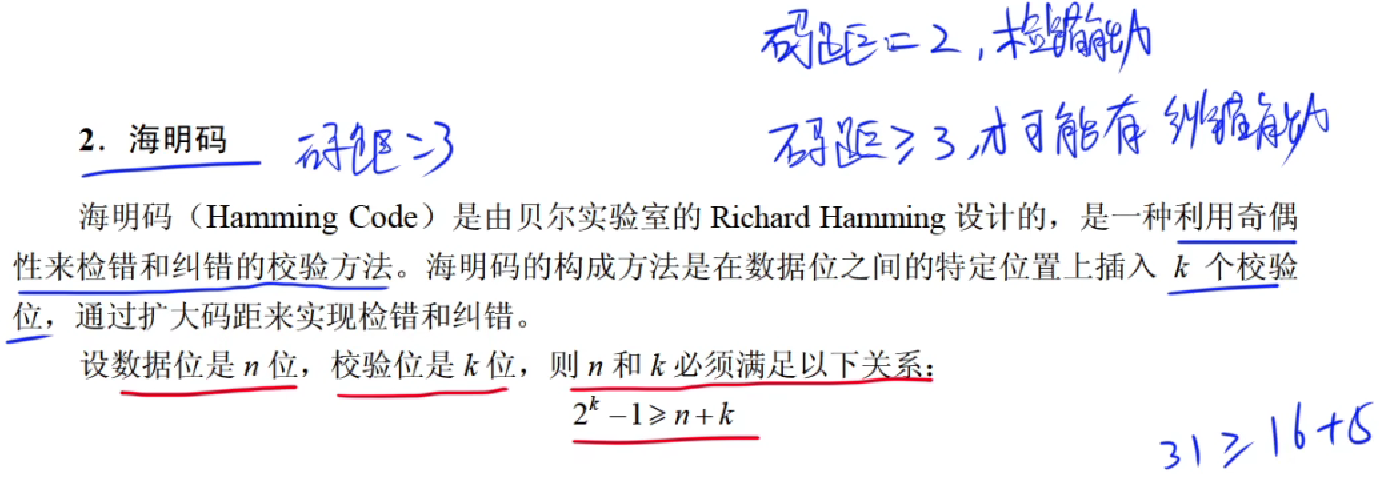 码距=2,检错能力
2. 海明码 码距=3
码距≥3,才可能有纠错能力
海明码（Hamming Code）是由贝尔实验室的 Richard Hamming 设计的，是一种利用奇偶
性来检错和纠错的校验方法。海明码的构成方法是在数据位之间的特定位置上插入 k 个校验
位，通过扩大码距来实现检错和纠错。
设数据位是 n 位，校验位是 k 位，则 n 和 k 必须满足以下关系：
2^k −1≥n+k
31≥16+5